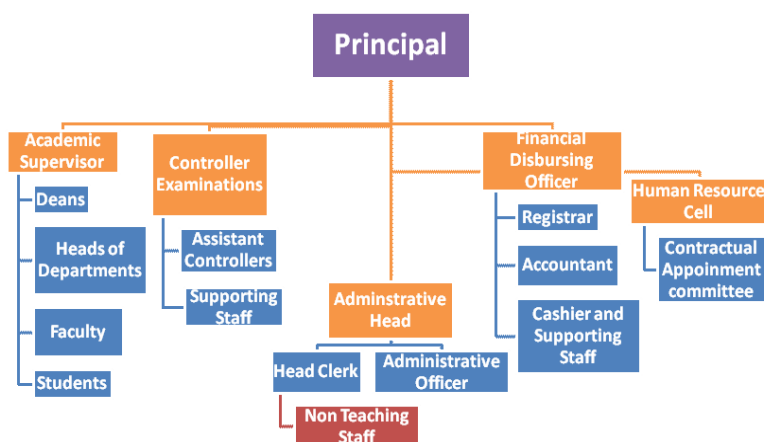 Principal
Academic
Supervisor
Deans
Heads of
Departments
Faculty
Students
Controller
Examinations
Assistant
Controllers
Supporting
Staff
Adminstrative
Head
Head Clerk
Non Teaching
Staff
Administrative
Officer
Financial
Disbursing
Officer
Registrar
Accountant
Cashier and
Supporting
Staff
Human Resource
Cell
Contractual
Appoinment
committee